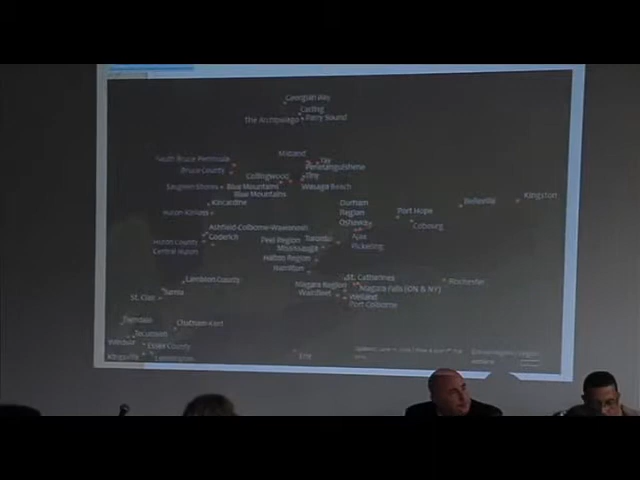 Georgian Bay
Carling
The Archipelago
Parry Sound
Midland
Tay
South Bruce Peninsula
Penetanguishene
Bruce County
Collingwood
Tiny
Saugeen Shores
Blue Mountains
Wasaga Beach
Blue Mountains
Kingston
Kincardine
Durham
Belleville
Huron-Kinloss
Region
Port Hope
Oshawa
Cobourg
Ashfield-Colborne-Wawanosh
Goderich
Peel Region
Toronto
Ajax
Huron County
Mississauga
Pickering
Central Huron
Halton Region
Hamilton
Lambton County
St. Catharines
Rochester
Niagara Region
Niagara Falls (ON & NY)
Sarnia
Wainfleet
Welland
St. Clair
Port Colborne
Chatham-Kent
Tecumseh
Windsor
Essex County
Kingsville
Leamington
Erie